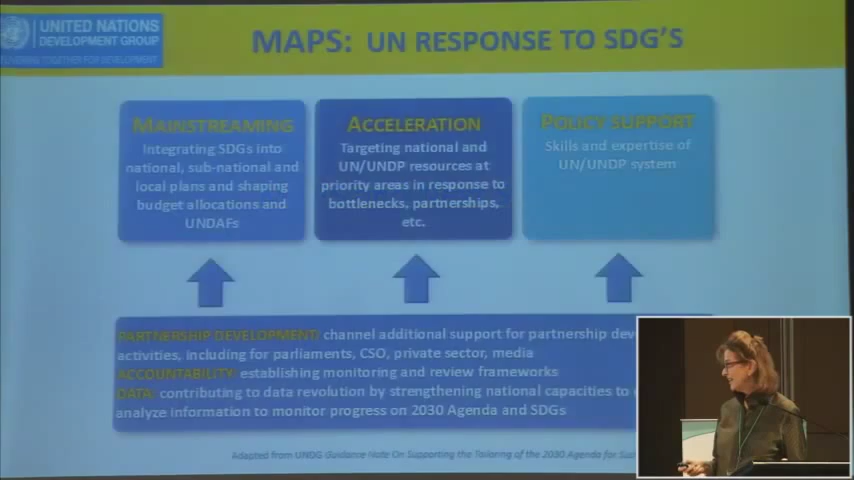 UNITED NATIONS
DEVELOPMENT GROUP
DELIVERING TOGETHER FOR DEVELOPMENT
MAPS: UN RESPONSE TO SDG'S
MAINSTREAMING
Integrating SDGs into
national, sub-national and
local plans and shaping
budget allocations and
UNDAFs
ACCELERATION
Targeting national and
UN/UNDP resources at
priority areas in response to
bottlenecks, partnerships,
etc.
POLICY SUPPORT
Skills and expertise of
UN/UNDP system
PARTNERSHIP DEVELOPMENT: channel additional support for partnership
activities, including for parliaments, CSO, private sector, media
ACCOUNTABILITY: establishing monitoring and review frameworks
DATA: contributing to data revolution by strengthening national capacities to
analyze information to monitor progress on 2030 Agenda and SDGs
Adapted from UNDG Guidance Note On Supporting the Tailoring of the 2030 Agenda for